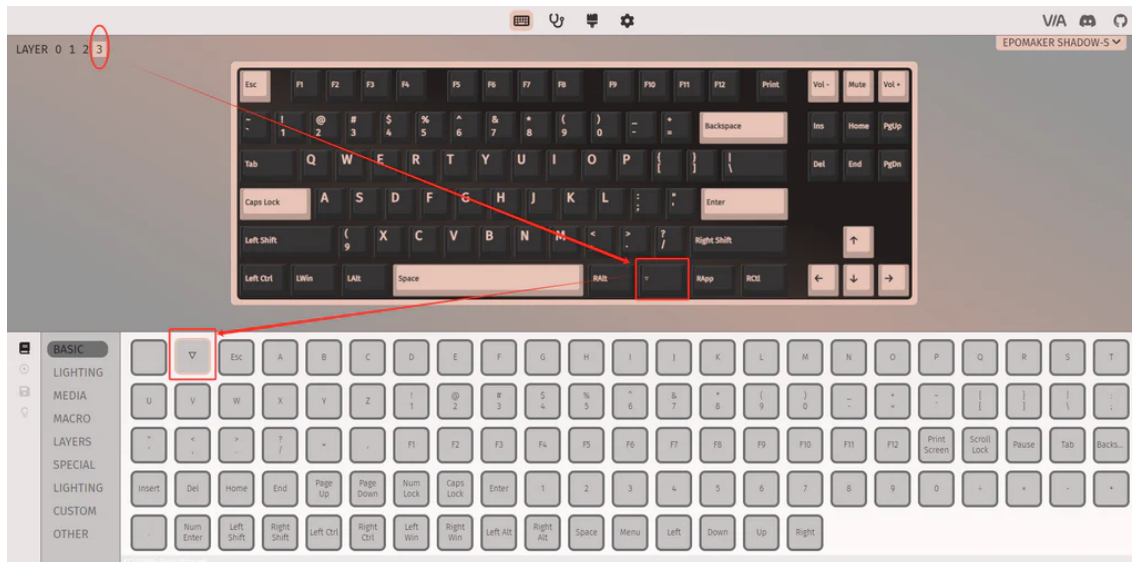 VIA
LAYER 0 1 2 3
EPOMAKER SHADOW-S
Esc F1 F2 F3 F4 F5 F6 F7 F8 F9 F10 F11 F12 Print Vol - Mute Vol +
~ ! @ # $ % ^ & * ( ) _ + Backspace Ins Home PgUp
` 1 2 3 4 5 6 7 8 9 0 - =
Tab Q W E R T Y U I O P { } | Del End PgDn
[ ] \
Caps Lock A S D F G H J K L : " Enter
; '
Left Shift ( X C V B N M < > ? Right Shift ↑
9 , . /
Left Ctrl LWin LAlt Space RAlt ▽ RApp RCtl ← ↓ →
BASIC
LIGHTING
MEDIA
MACRO
LAYERS
SPECIAL
LIGHTING
CUSTOM
OTHER
▽ Esc A B C D E F G H I J K L M N O P Q R S T
U V W X Y Z ! @ # $ % ^ & * ( ) _ + ~ { } | :
1 2 3 4 5 6 7 8 9 0 - = ` [ ] \ ;
" < > ? = , F1 F2 F3 F4 F5 F6 F7 F8 F9 F10 F11 F12 Print Screen Scroll Lock Pause Tab Backs...
' , . /
Insert Del Home End Page Up Page Down Num Lock Caps Lock Enter 1 2 3 4 5 6 7 8 9 0 ÷ × - +
. Num Enter Left Shift Right Shift Left Ctrl Right Ctrl Left Win Right Win Left Alt Right Alt Space Menu Left Down Up Right